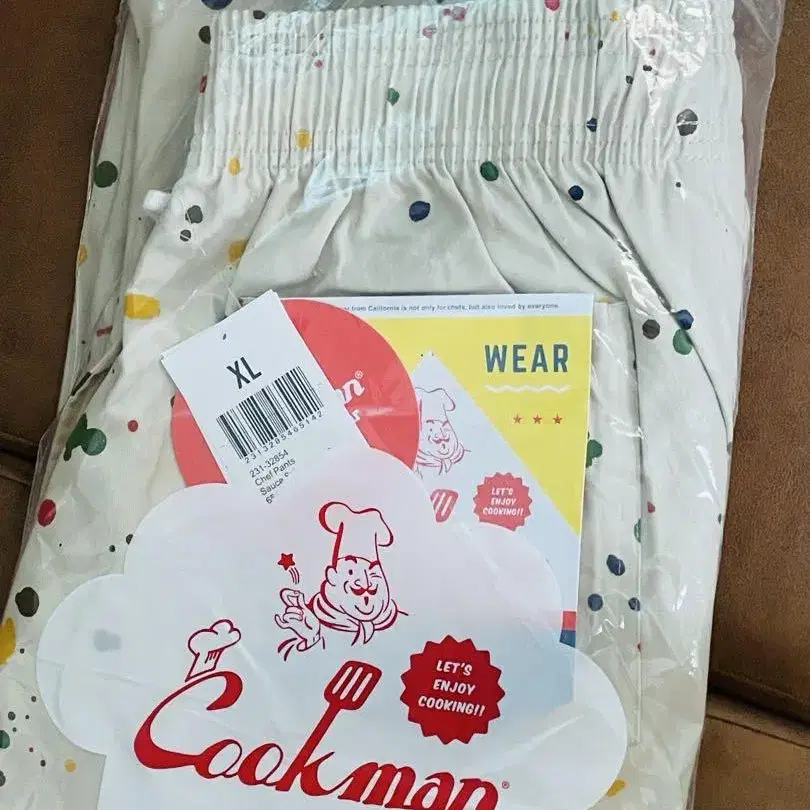 from California is not only for chefs, but also loved by everyone.
WEAR
XL
231-32854
Chef Pants
Sauce
LET'S
ENJOY
COOKING!!
LET'S
ENJOY
COOKING!!
Cookman®